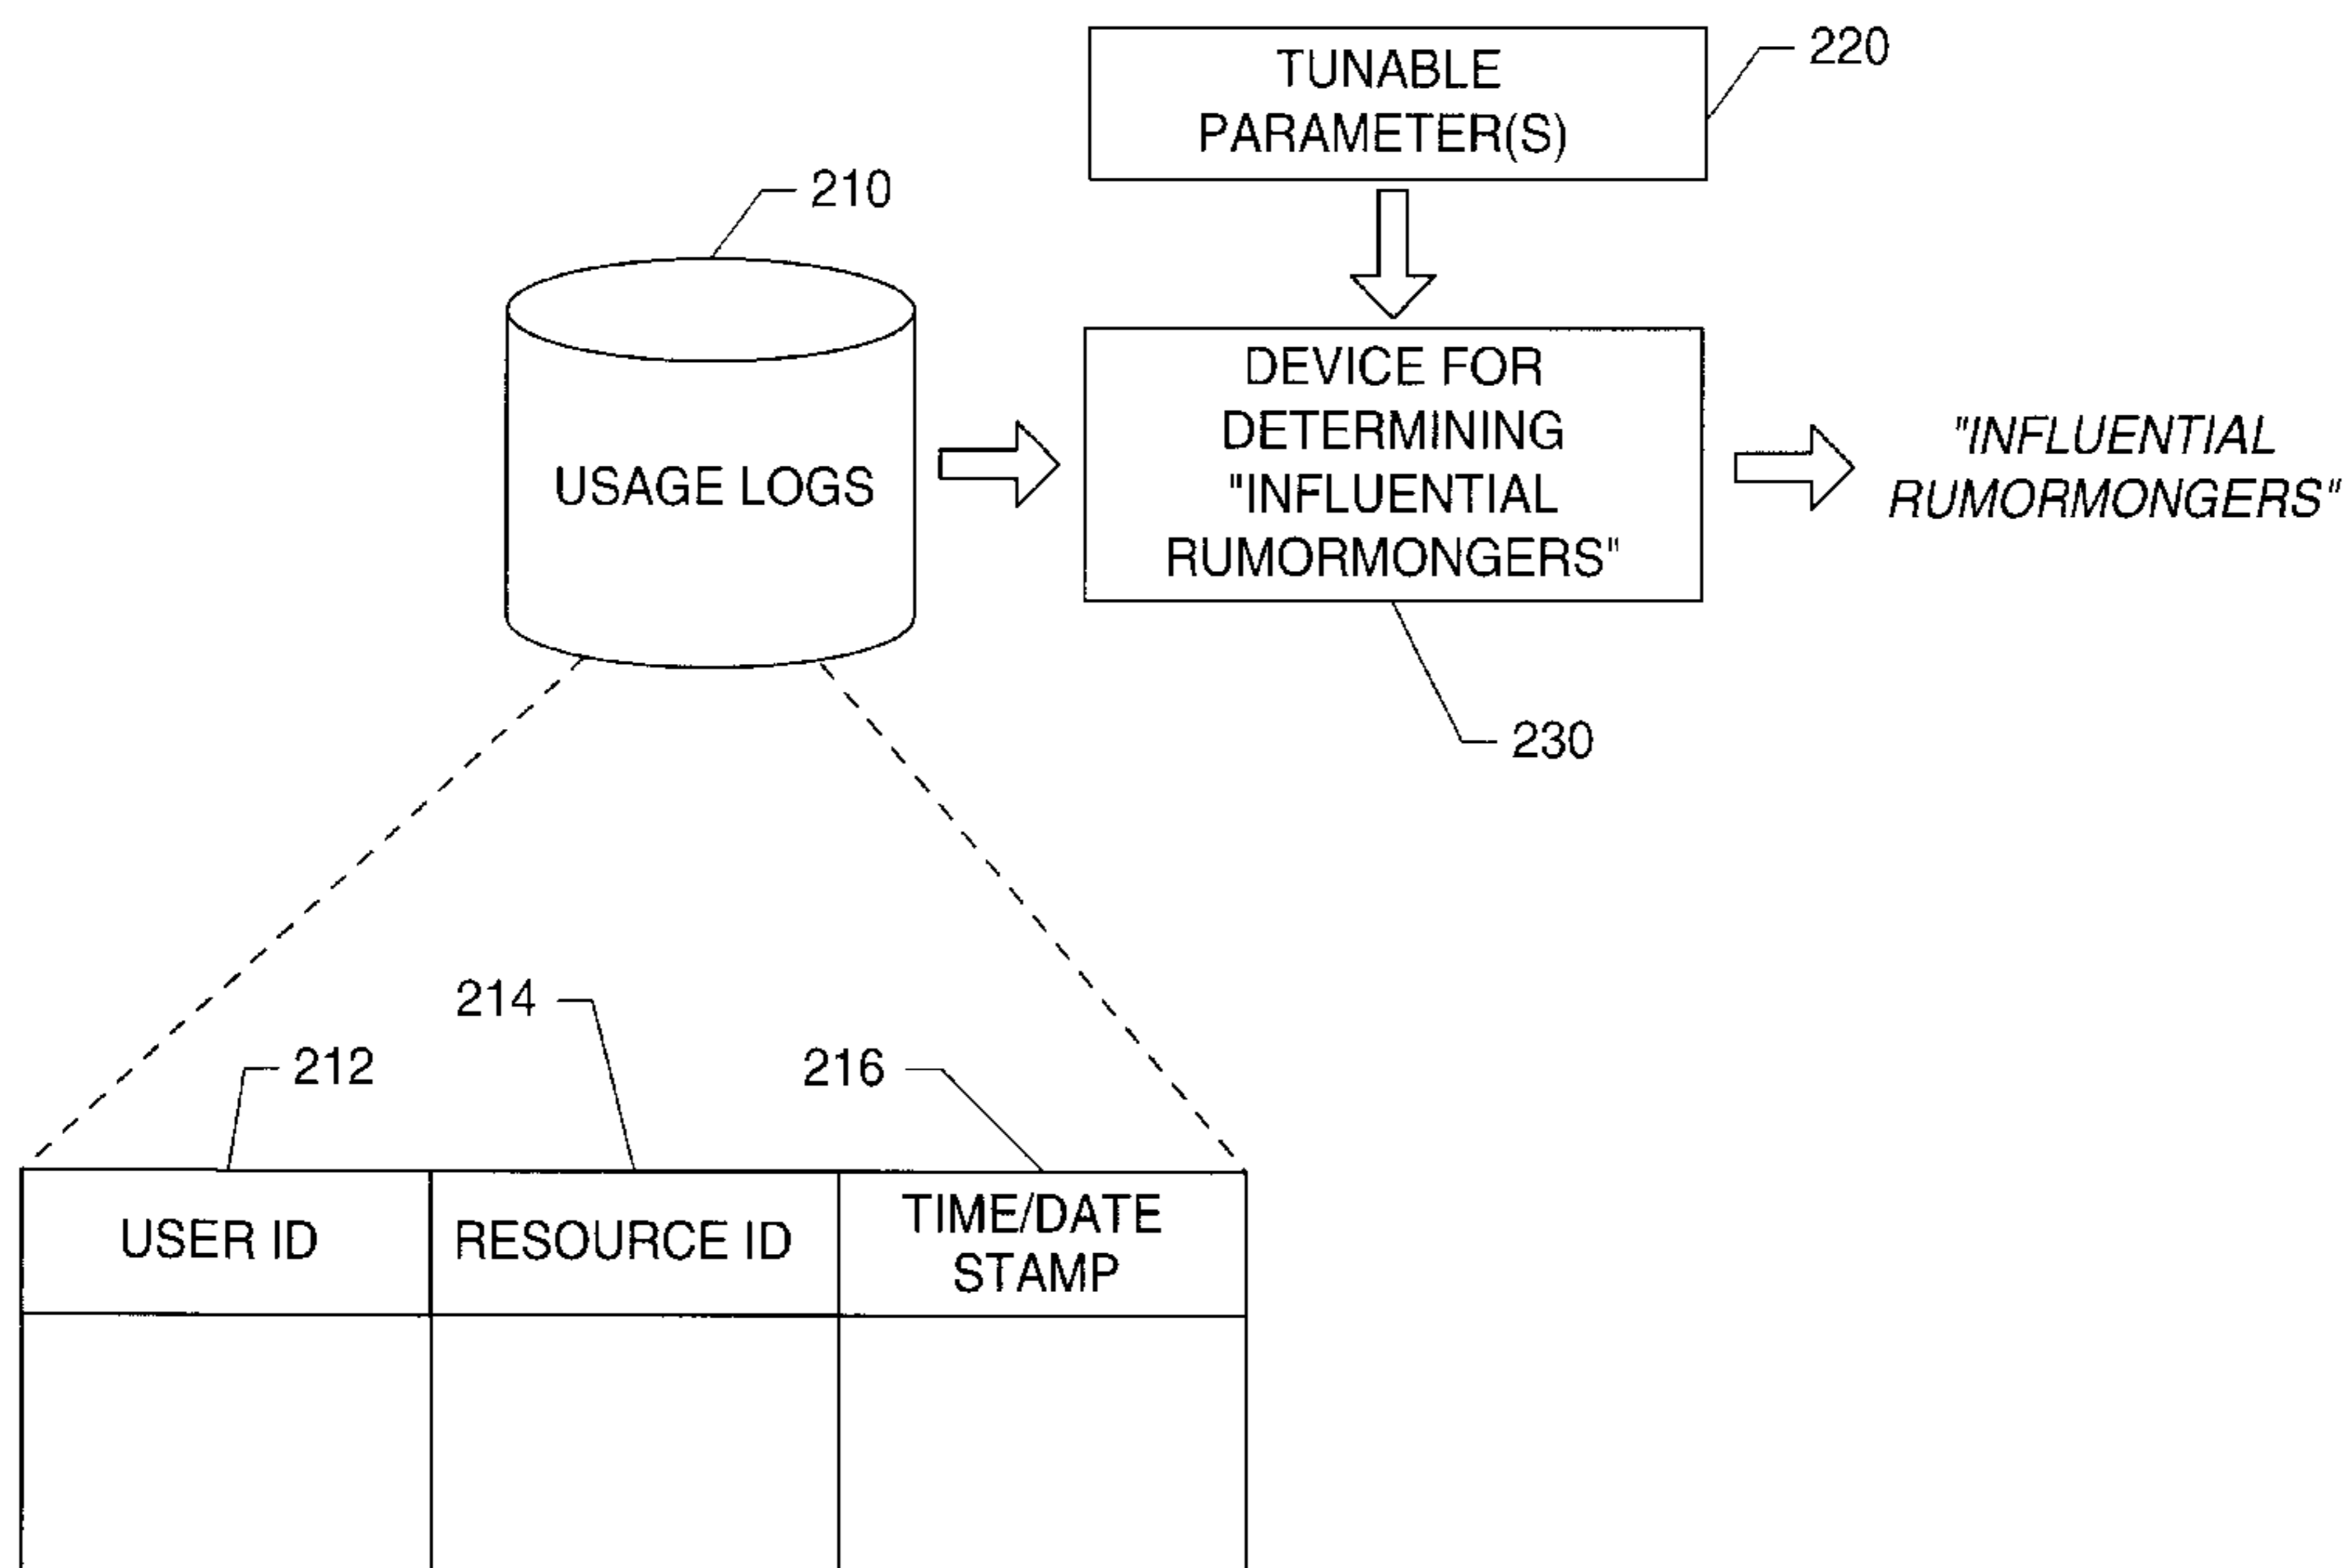 TUNABLE
PARAMETER(S)
220
210
USAGE LOGS
DEVICE FOR
DETERMINING
"INFLUENTIAL
RUMORMONGERS"
"INFLUENTIAL
RUMORMONGERS"
230
214
212
216
USER ID
RESOURCE ID
TIME/DATE
STAMP